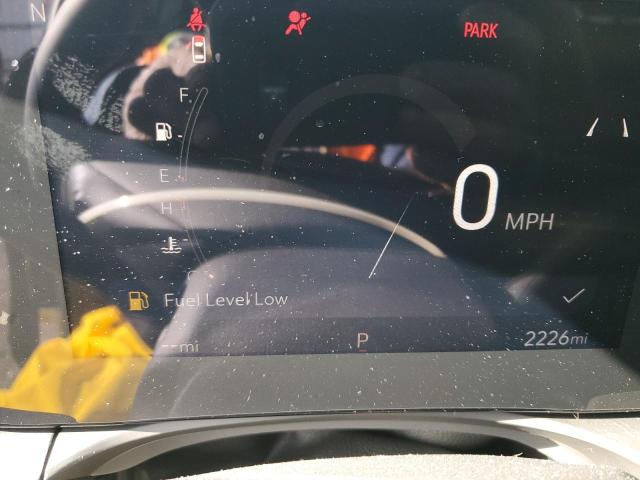 N
PARK
F
E
H
0 MPH
Fuel Level Low
--mi
P
2226mi